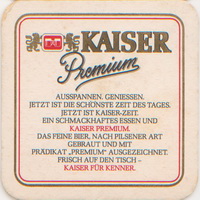 KAISER
Premium
AUSSPANNEN. GENIESSEN.
JETZT IST DIE SCHÖNSTE ZEIT DES TAGES.
JETZT IST KAISER-ZEIT.
EIN SCHMACKHAFTES ESSEN UND
KAISER PREMIUM.
DAS FEINE BIER, NACH PILSENER ART
GEBRAUT UND MIT
PRÄDIKAT „PREMIUM” AUSGEZEICHNET.
FRISCH AUF DEN TISCH –
KAISER FÜR KENNER.